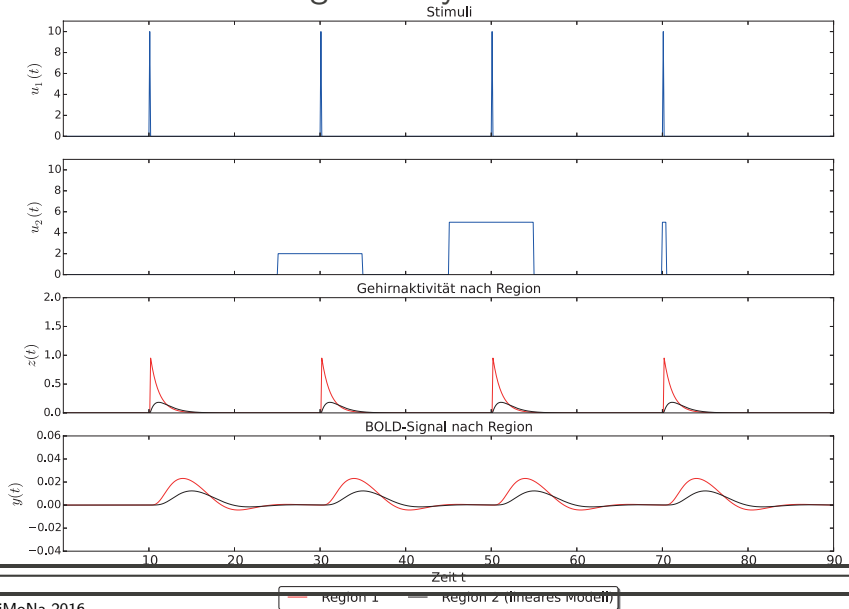 Stimuli
10
8
6
4
2
0
u₁(t)
10
8
6
4
2
0
u₂(t)
Gehirnaktivität nach Region
2.0
1.5
1.0
0.5
0.0
z(t)
BOLD-Signal nach Region
0.06
0.04
0.02
0.00
−0.02
−0.04
y(t)
10 20 30 40 50 60 70 80 90
Zeit t
Region 1 Region 2 (lineares Modell)
2016